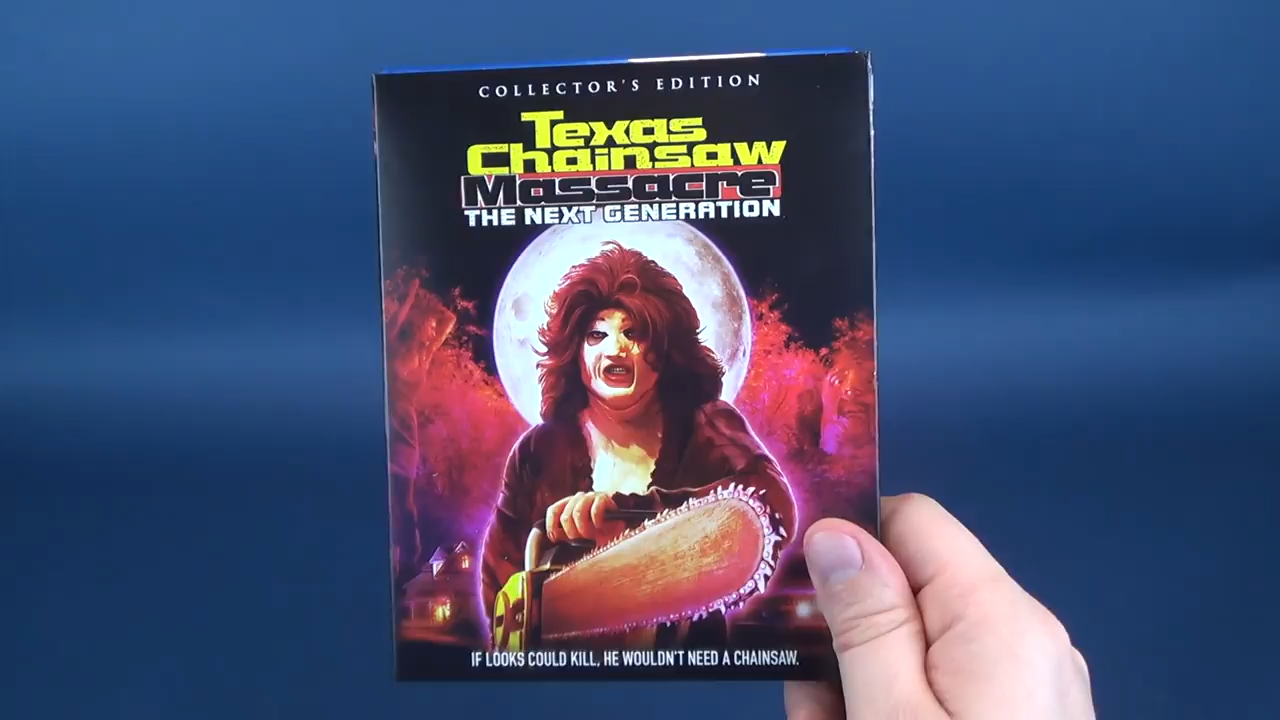 COLLECTOR'S EDITION
Texas
Chainsaw
Massacre
THE NEXT GENERATION
IF LOOKS COULD KILL, HE WOULDN'T NEED A CHAINSAW.